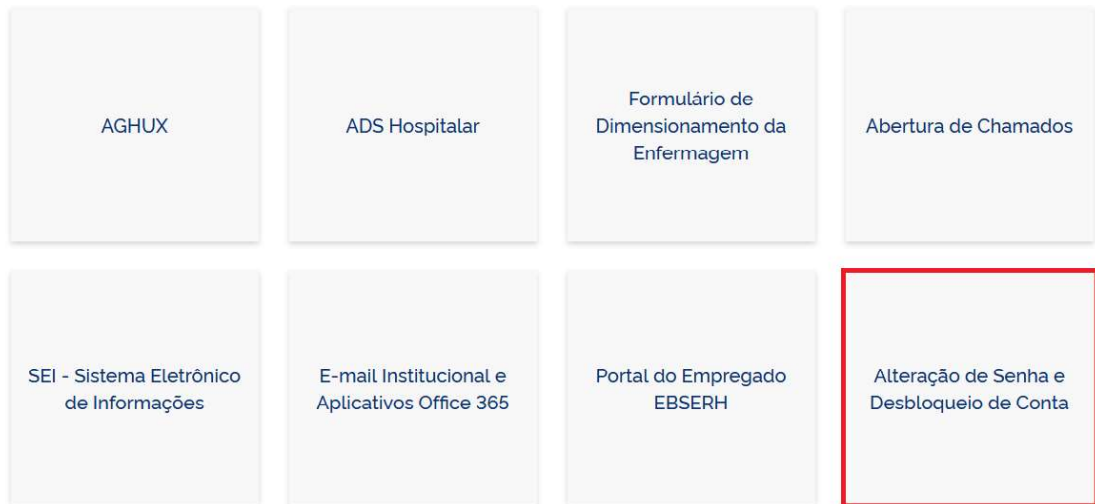 AGHUX
ADS Hospitalar
Formulário de
Dimensionamento da
Enfermagem
Abertura de Chamados
SEI - Sistema Eletrônico
de Informações
E-mail Institucional e
Aplicativos Office 365
Portal do Empregado
EBSERH
Alteração de Senha e
Desbloqueio de Conta